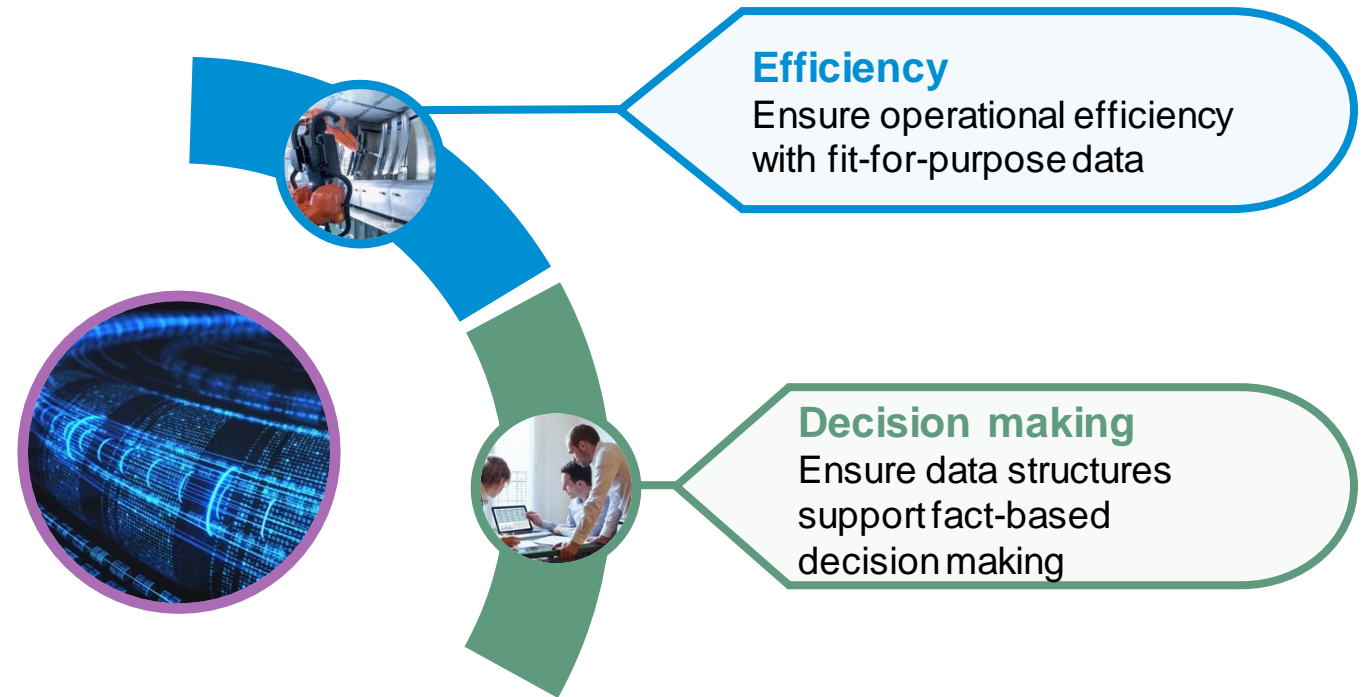 Efficiency
Ensure operational efficiency
with fit-for-purpose data
Decision making
Ensure data structures
support fact-based
decision making